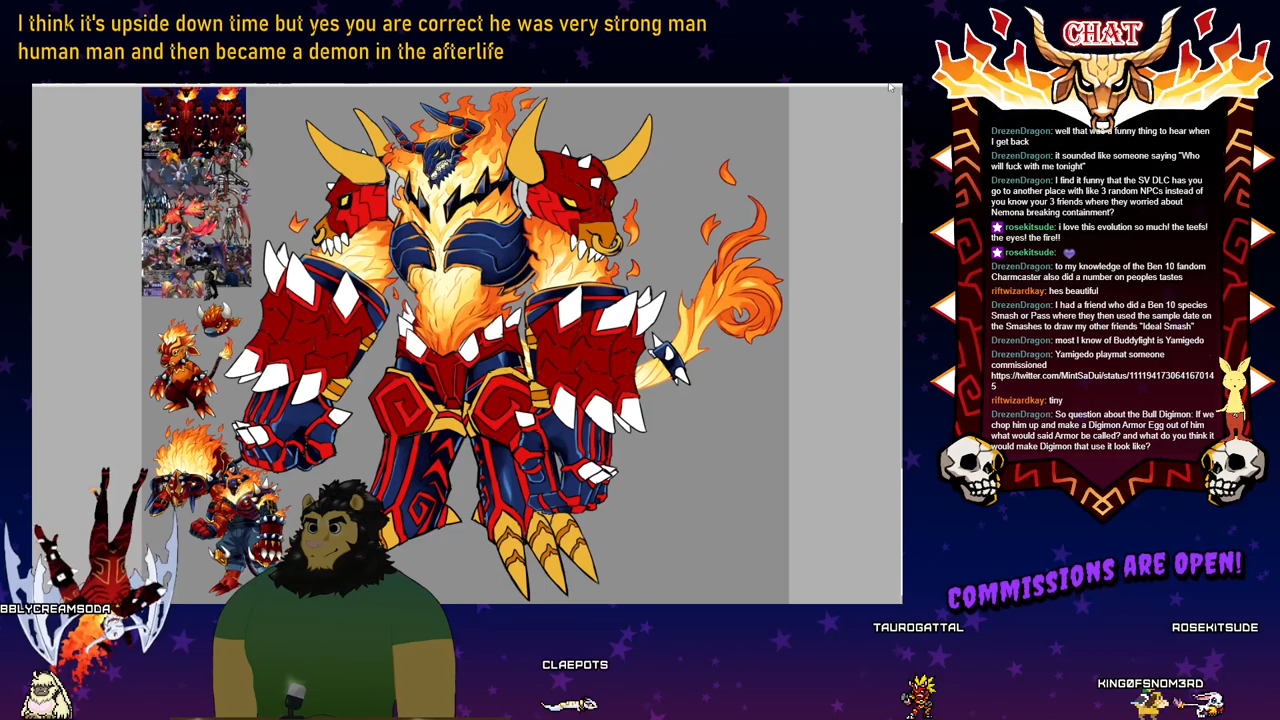 I think it's upside down time but yes you are correct he was very strong man
human man and then became a demon in the afterlife
CHAT
DrezenDragon: well that was a funny thing to hear when
I get back
DrezenDragon: it sounded like someone saying "Who
will fuck with me tonight"
DrezenDragon: I find it funny that the SV DLC has you
go to another place with like 3 random NPCs instead of
you know your 3 friends where they worried about
Nemona breaking containment?
rosekitsude: i love this evolution so much! the teefs!
the eyes! the fire!!
rosekitsude:
DrezenDragon: to my knowledge of the Ben 10 fandom
Charmcaster also did a number on peoples tastes
riftwizardkay: hes beautiful
DrezenDragon: I had a friend who did a Ben 10 species
Smash or Pass where they then used the sample date on
the Smashes to draw my other friends "Ideal Smash"
DrezenDragon: most I know of Buddyfight is Yamigedo
DrezenDragon: Yamigedo playmat someone
commissioned
https://twitter.com/MintSaDui/status/111194173064167014
5
riftwizardkay: tiny
DrezenDragon: So question about the Bull Digimon: If we
chop him up and make a Digimon Armor Egg out of him
what would said Armor be called? and what do you think it
would make Digimon that use it look like?
COMMISSIONS ARE OPEN!
BBLYCREAMSODA
TAUROGATTAL
ROSEKITSUDE
CLAEPOTS
KING0FSNOM3RD